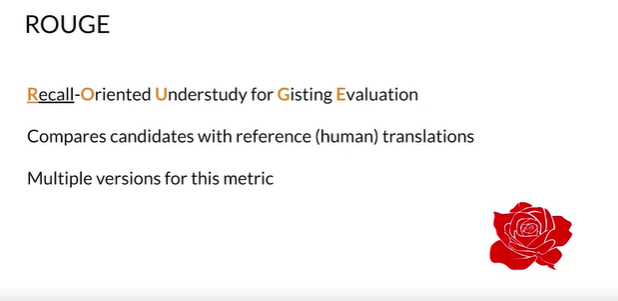 ROUGE
Recall-Oriented Understudy for Gisting Evaluation
Compares candidates with reference (human) translations
Multiple versions for this metric